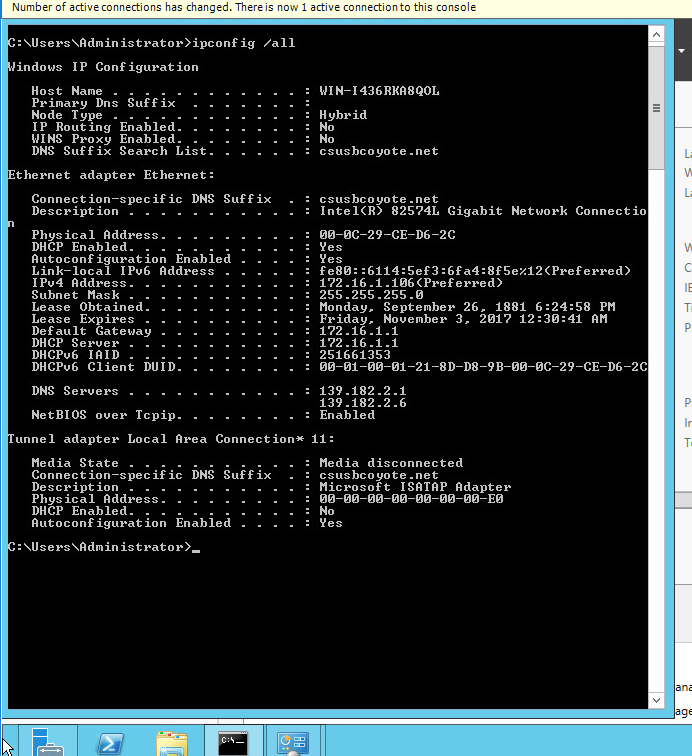 Number of active connections has changed. There is now 1 active connection to this console
C:\Users\Administrator>ipconfig /all
Windows IP Configuration
Host Name . . . . . . . . . . . . : WIN-I436RKA8QOL
Primary Dns Suffix . . . . . . . :
Node Type . . . . . . . . . . . . : Hybrid
IP Routing Enabled. . . . . . . . : No
WINS Proxy Enabled. . . . . . . . : No
DNS Suffix Search List. . . . . . : csusbcoyote.net
Ethernet adapter Ethernet:
Connection-specific DNS Suffix . : csusbcoyote.net
Description . . . . . . . . . . . : Intel(R) 82574L Gigabit Network Connectio
n
Physical Address. . . . . . . . . : 00-0C-29-CE-D6-2C
DHCP Enabled. . . . . . . . . . . : Yes
Autoconfiguration Enabled . . . . : Yes
Link-local IPv6 Address . . . . . : fe80::6114:5ef3:6fa4:8f5e%12(Preferred)
IPv4 Address. . . . . . . . . . . : 172.16.1.106(Preferred)
Subnet Mask . . . . . . . . . . . : 255.255.255.0
Lease Obtained. . . . . . . . . . : Monday, September 26, 1881 6:24:58 PM
Lease Expires . . . . . . . . . . : Friday, November 3, 2017 12:30:41 AM
Default Gateway . . . . . . . . . : 172.16.1.1
DHCP Server . . . . . . . . . . . : 172.16.1.1
DHCPv6 IAID . . . . . . . . . . . : 251661353
DHCPv6 Client DUID. . . . . . . . : 00-01-00-01-21-8D-D8-9B-00-0C-29-CE-D6-2C
DNS Servers . . . . . . . . . . . : 139.182.2.1
139.182.2.6
NetBIOS over Tcpip. . . . . . . . : Enabled
Tunnel adapter Local Area Connection* 11:
Media State . . . . . . . . . . . : Media disconnected
Connection-specific DNS Suffix . : csusbcoyote.net
Description . . . . . . . . . . . : Microsoft ISATAP Adapter
Physical Address. . . . . . . . . : 00-00-00-00-00-00-00-E0
DHCP Enabled. . . . . . . . . . . : No
Autoconfiguration Enabled . . . . : Yes
C:\Users\Administrator>_